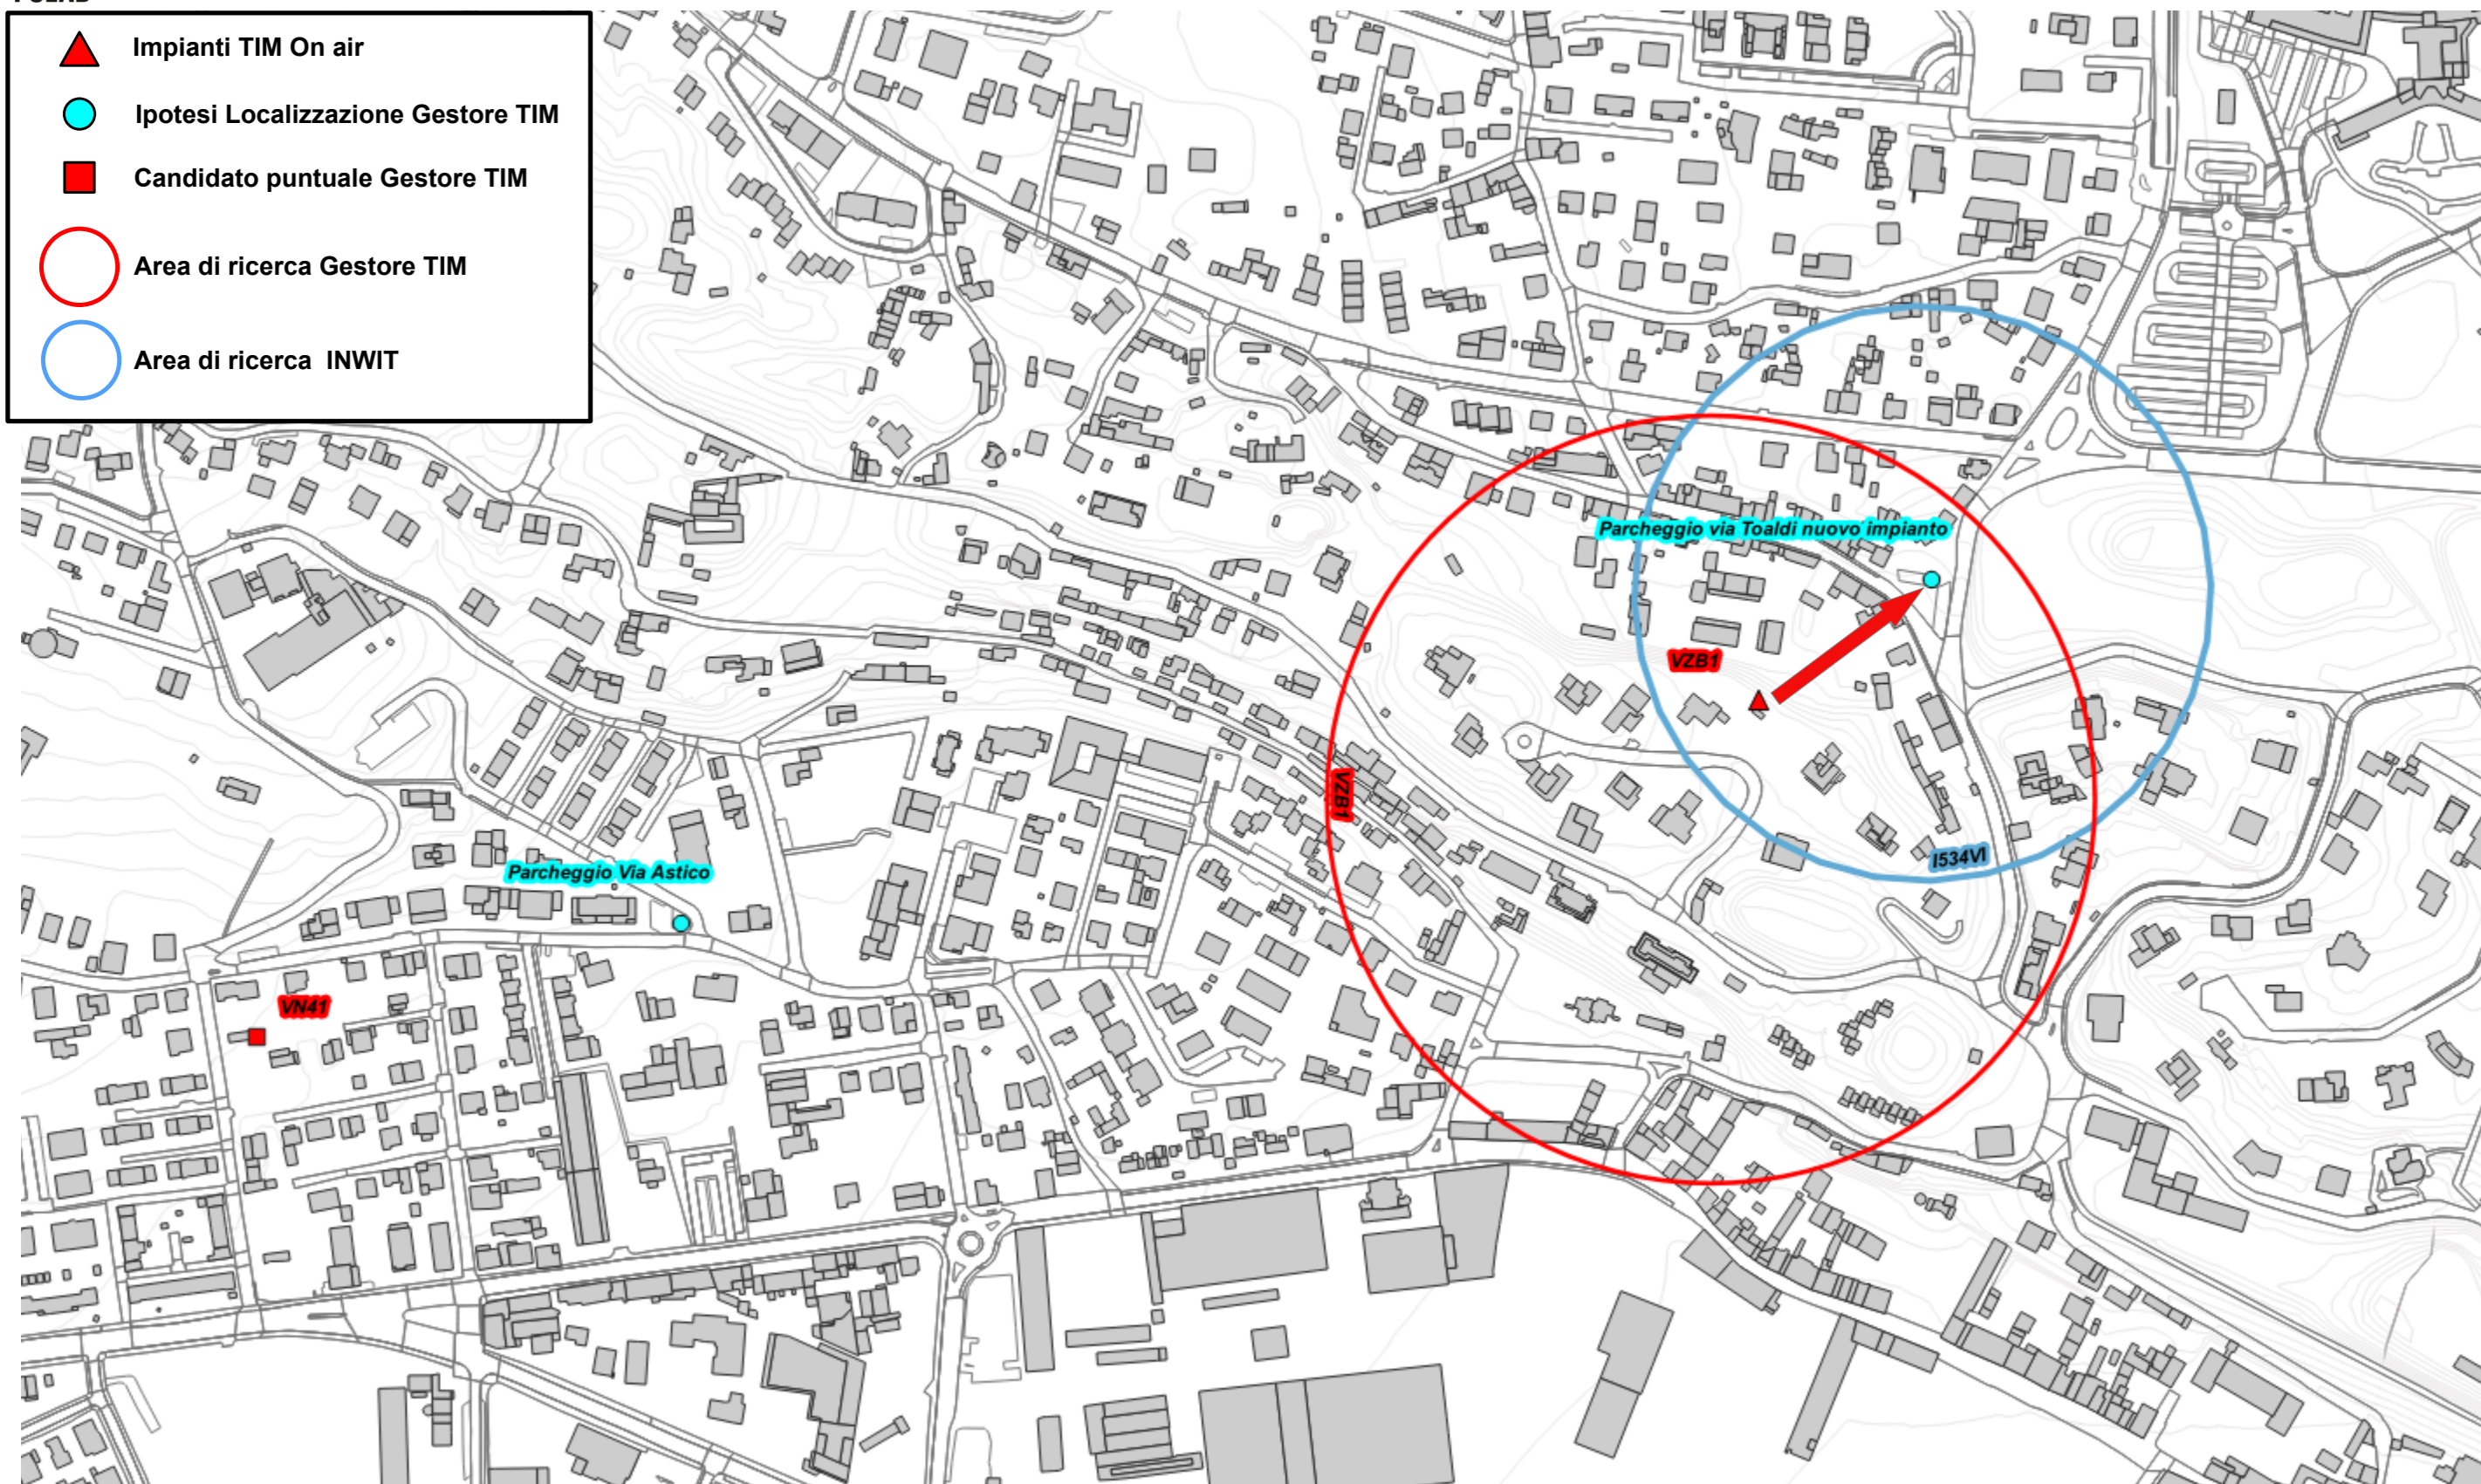 Impianti TIM On air
Ipotesi Localizzazione Gestore TIM
Candidato puntuale Gestore TIM
Area di ricerca Gestore TIM
Area di ricerca INWIT
Parcheggio via Toaldi nuovo impianto
VZB1
VZB1
I534VI
Parcheggio Via Astico
VN41